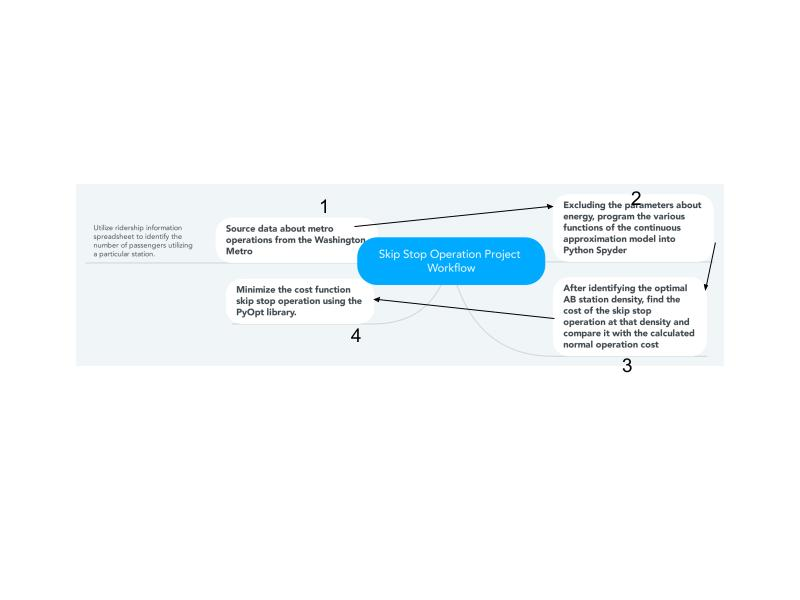 1
Source data about metro
operations from the Washington
Metro
Utilize ridership information
spreadsheet to identify the
number of passengers utilizing
a particular station.
Skip Stop Operation Project
Workflow
2
Excluding the parameters about
energy, program the various
functions of the continuous
approximation model into
Python Spyder
After identifying the optimal
AB station density, find the
cost of the skip stop
operation at that density and
compare it with the calculated
normal operation cost
3
Minimize the cost function
skip stop operation using the
PyOpt library.
4